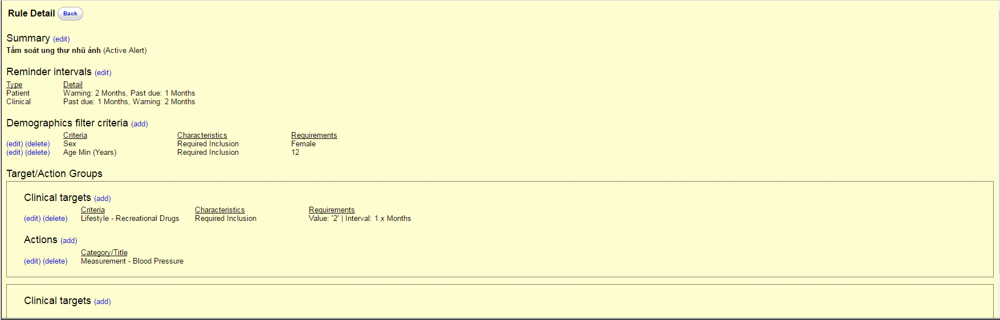 Rule Detail Back
Summary (edit)
Tầm soát ung thư nhũ ảnh (Active Alert)
Reminder intervals (edit)
Type Detail
Patient Warning: 2 Months, Past due: 1 Months
Clinical Past due: 1 Months, Warning: 2 Months
Demographics filter criteria (add)
Criteria Characteristics Requirements
(edit) (delete) Sex Required Inclusion Female
(edit) (delete) Age Min (Years) Required Inclusion 12
Target/Action Groups
Clinical targets (add)
Criteria Characteristics Requirements
(edit) (delete) Lifestyle - Recreational Drugs Required Inclusion Value: '2' | Interval: 1 x Months
Actions (add)
Category/Title
(edit) (delete) Measurement - Blood Pressure
Clinical targets (add)